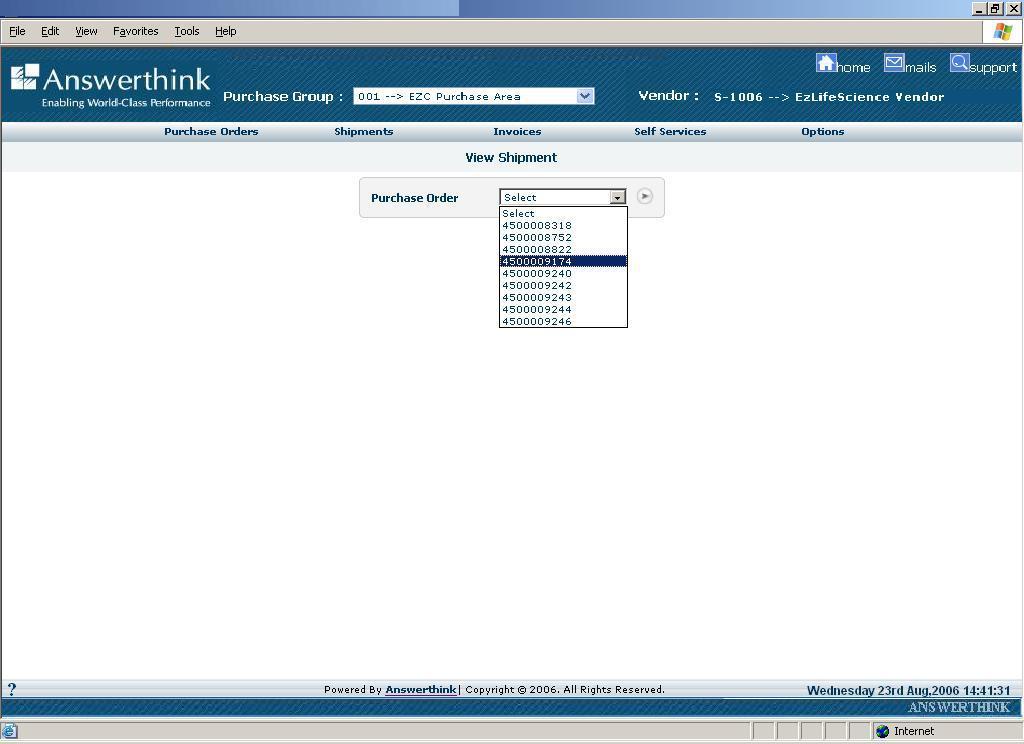 File Edit View Favorites Tools Help
Answerthink
Enabling World-Class Performance
home mails support
Purchase Group : 001 --> EZC Purchase Area Vendor : S-1006 --> EzLifeScience Vendor
Purchase Orders Shipments Invoices Self Services Options
View Shipment
Purchase Order Select
Select
4500008318
4500008752
4500008822
4500009174
4500009240
4500009242
4500009243
4500009244
4500009246
? Powered By Answerthink| Copyright © 2006. All Rights Reserved. Wednesday 23rd Aug,2006 14:41:31
ANSWERTHINK
Internet